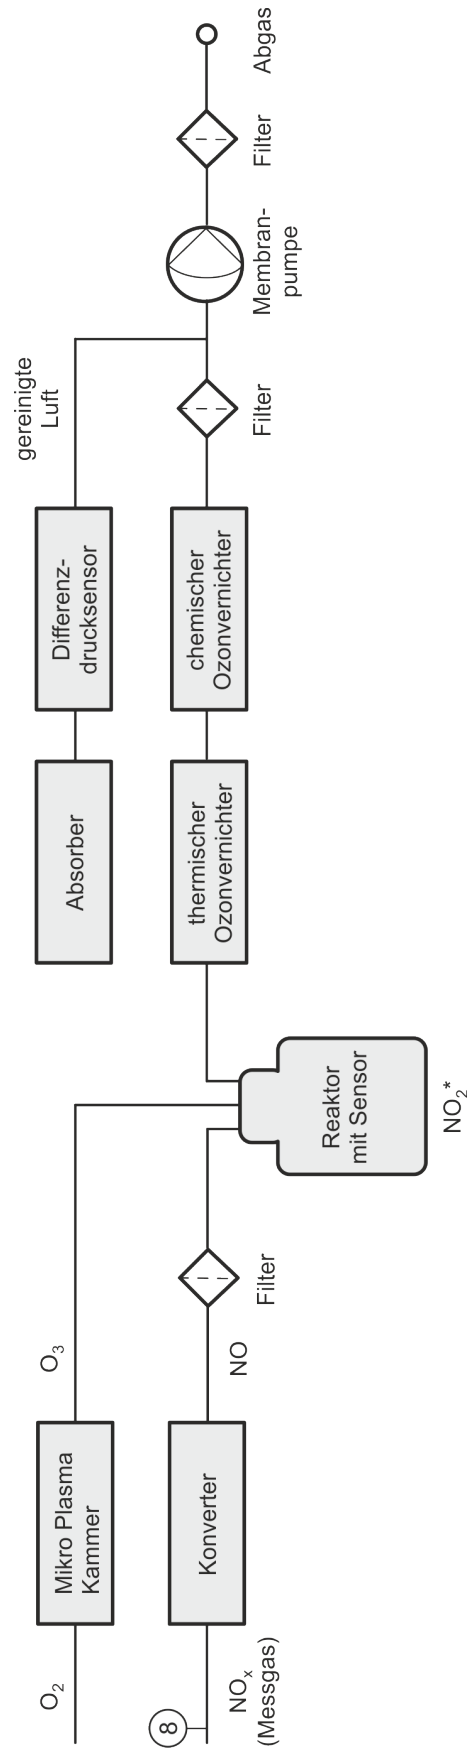 O₂
Mikro Plasma
Kammer
O₃
Absorber
Differenz-
drucksensor
gereinigte
Luft
8
NOₓ
(Messgas)
Konverter
NO
Filter
Reaktor
mit Sensor
NO₂*
thermischer
Ozonvernichter
chemischer
Ozonvernichter
Filter
Membran-
pumpe
Filter
Abgas